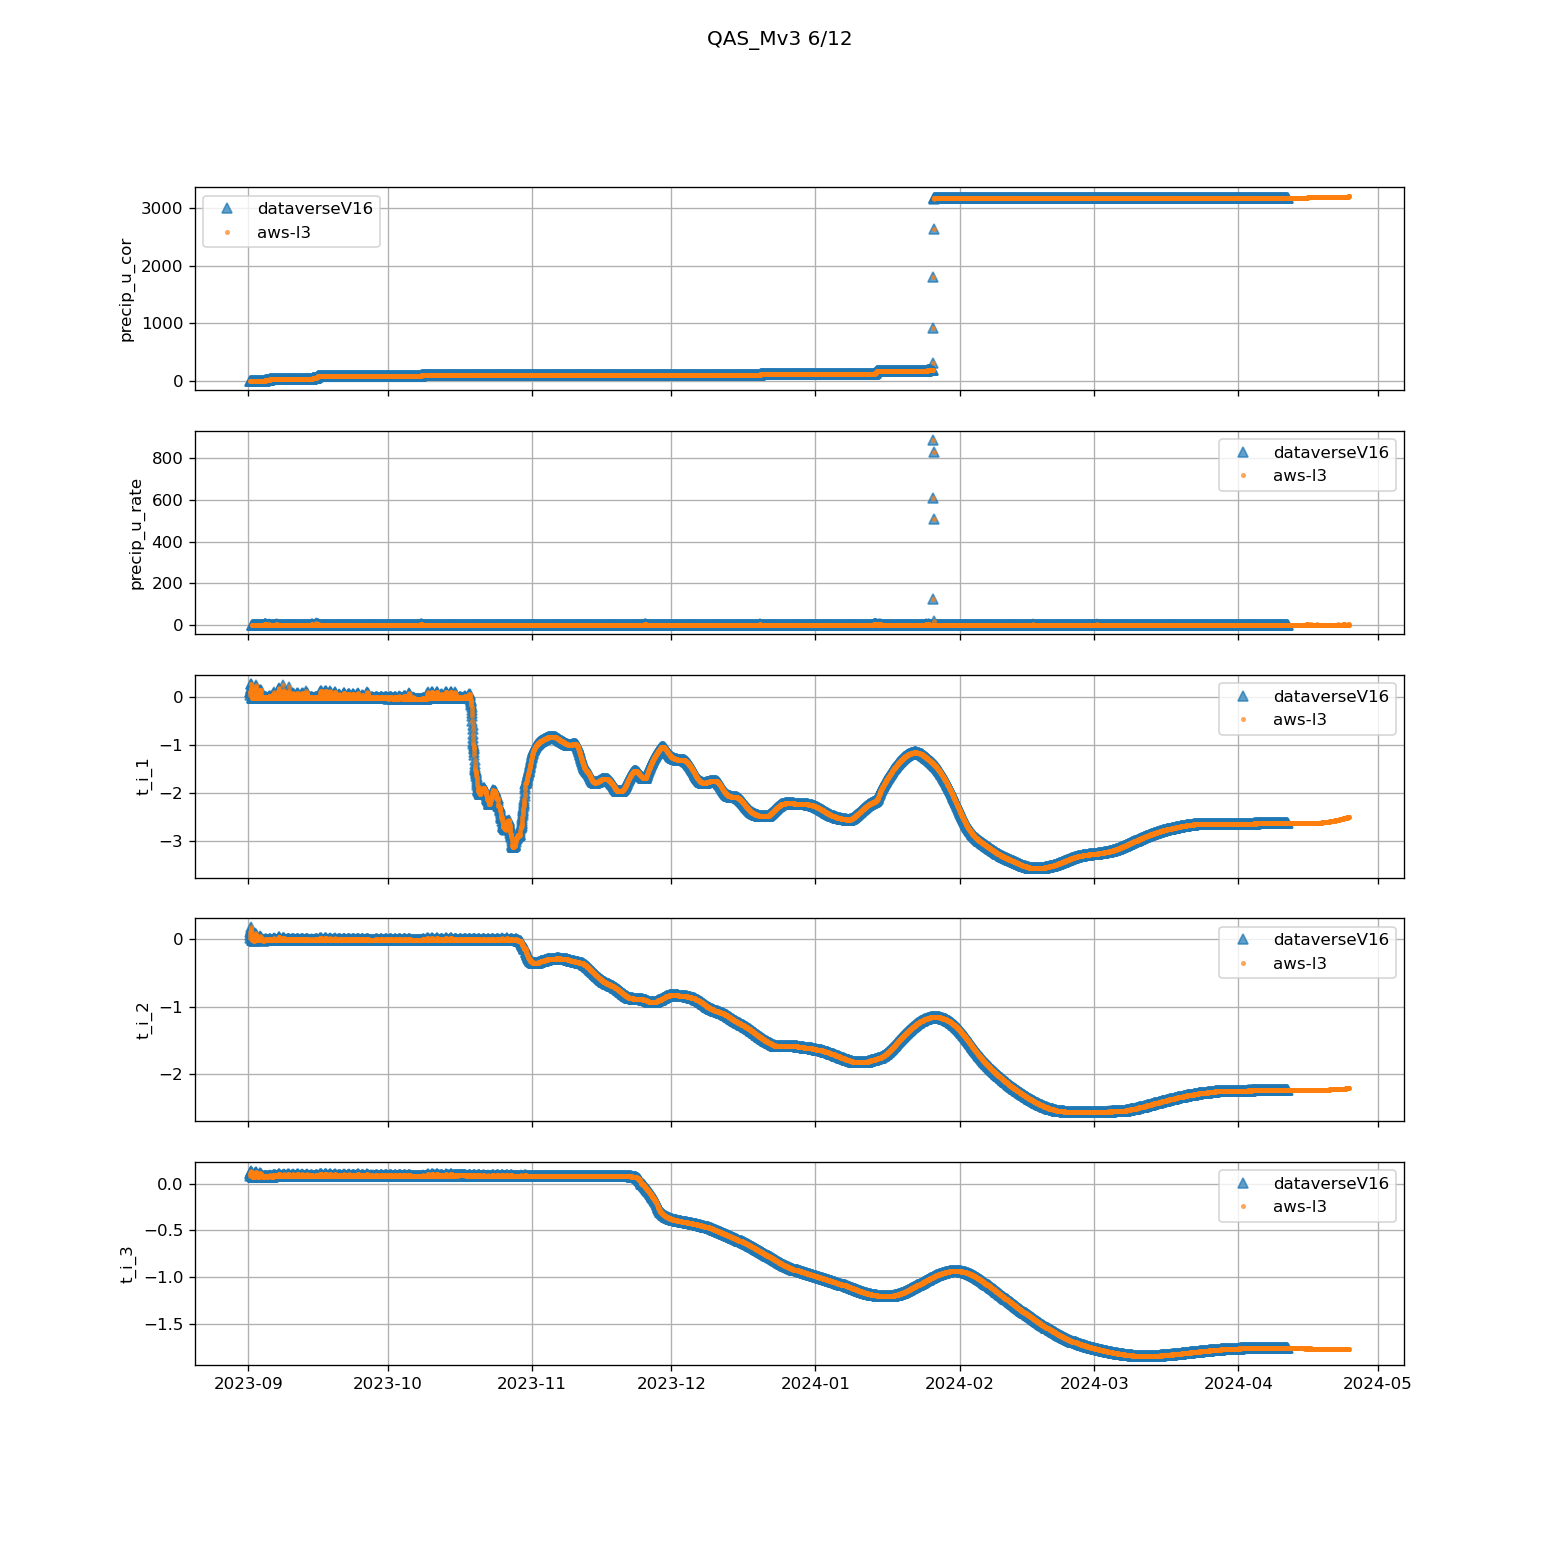 QAS_Mv3 6/12
precip_u_cor
3000
2000
1000
0
dataverseV16
aws-l3
precip_u_rate
800
600
400
200
0
dataverseV16
aws-l3
t_i_1
0
−1
−2
−3
dataverseV16
aws-l3
t_i_2
0
−1
−2
dataverseV16
aws-l3
t_i_3
0.0
−0.5
−1.0
−1.5
dataverseV16
aws-l3
2023-09 2023-10 2023-11 2023-12 2024-01 2024-02 2024-03 2024-04 2024-05